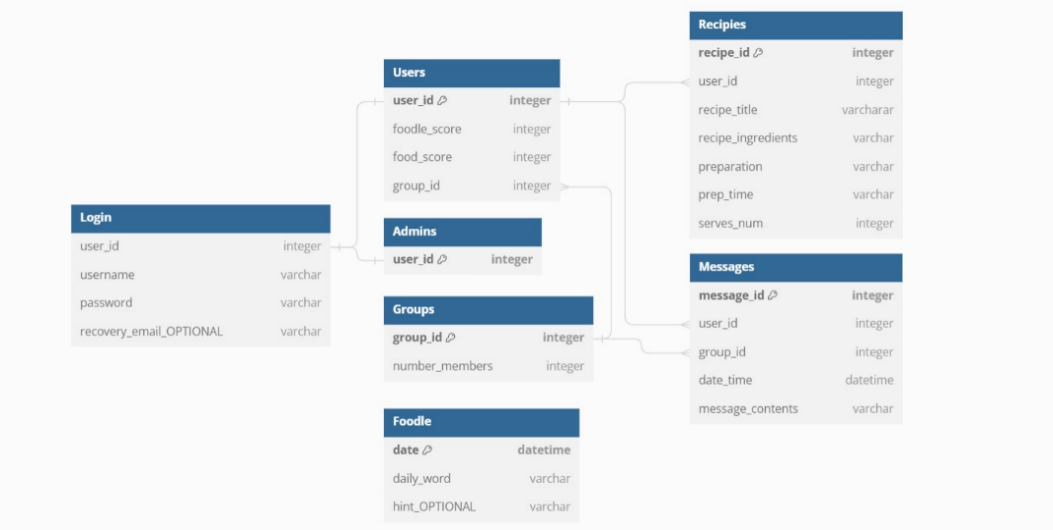 Login
user_id integer
username varchar
password varchar
recovery_email_OPTIONAL varchar
Users
user_id integer
foodle_score integer
food_score integer
group_id integer
Admins
user_id integer
Groups
group_id integer
number_members integer
Foodle
date datetime
daily_word varchar
hint_OPTIONAL varchar
Recipies
recipe_id integer
user_id integer
recipe_title varcharar
recipe_ingredients varchar
preparation varchar
prep_time varchar
serves_num integer
Messages
message_id integer
user_id integer
group_id integer
date_time datetime
message_contents varchar